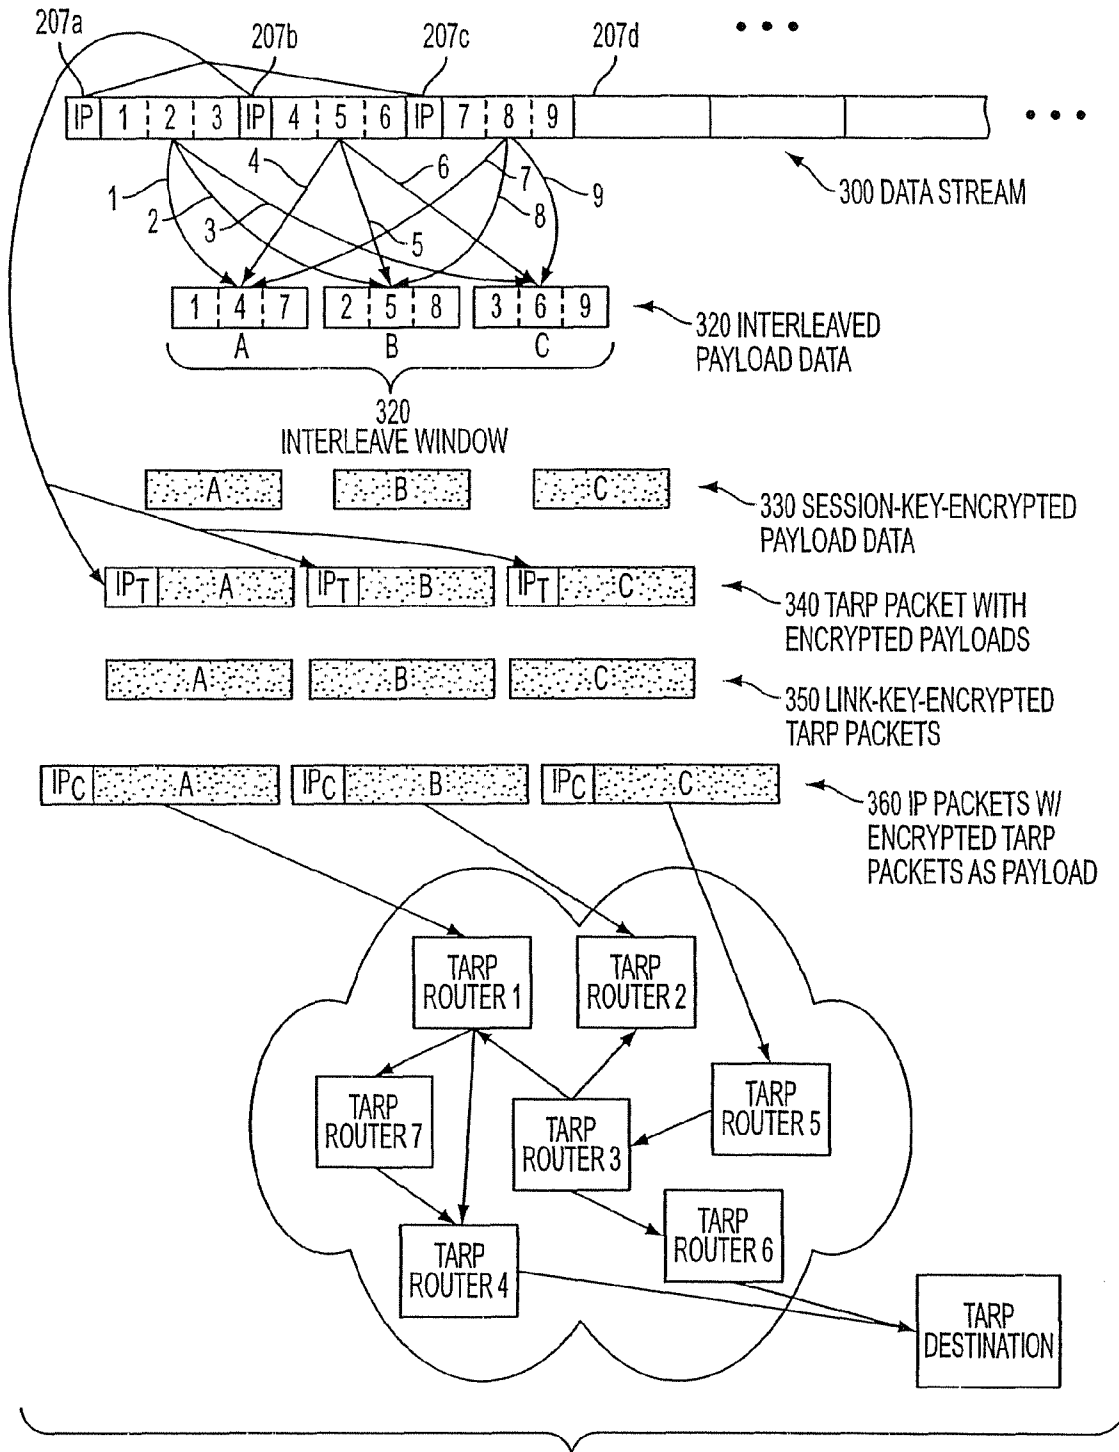 207a 207b 207c 207d • • •
IP 1 2 3 IP 4 5 6 IP 7 8 9 • • •
1 2 3 4 5 6 7 8 9
300 DATA STREAM
1 4 7 2 5 8 3 6 9
A B C
320 INTERLEAVED
PAYLOAD DATA
320
INTERLEAVE WINDOW
A B C
330 SESSION-KEY-ENCRYPTED
PAYLOAD DATA
IPT A IPT B IPT C
340 TARP PACKET WITH
ENCRYPTED PAYLOADS
A B C
350 LINK-KEY-ENCRYPTED
TARP PACKETS
IPC A IPC B IPC C
360 IP PACKETS W/
ENCRYPTED TARP
PACKETS AS PAYLOAD
TARP
ROUTER 1
TARP
ROUTER 2
TARP
ROUTER 7
TARP
ROUTER 3
TARP
ROUTER 5
TARP
ROUTER 4
TARP
ROUTER 6
TARP
DESTINATION